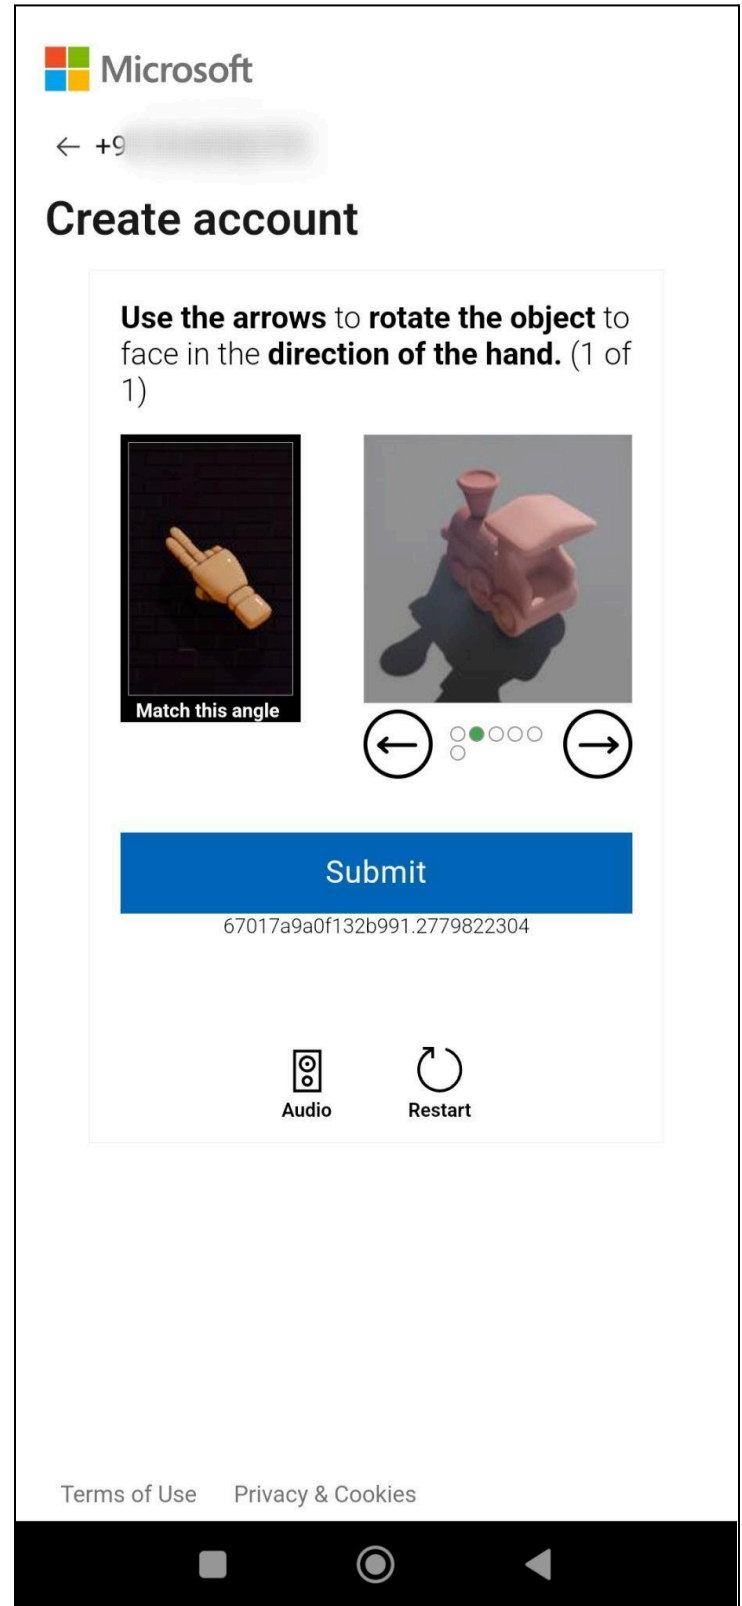 Microsoft
← +9
Create account
Use the arrows to rotate the object to
face in the direction of the hand. (1 of
1)
Match this angle
Submit
67017a9a0f132b991.2779822304
Audio
Restart
Terms of Use
Privacy & Cookies